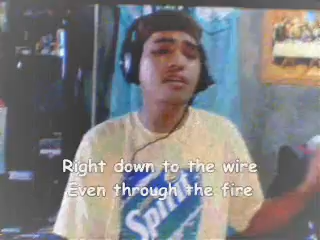 Right down to the wire
Even through the fire
Sprite